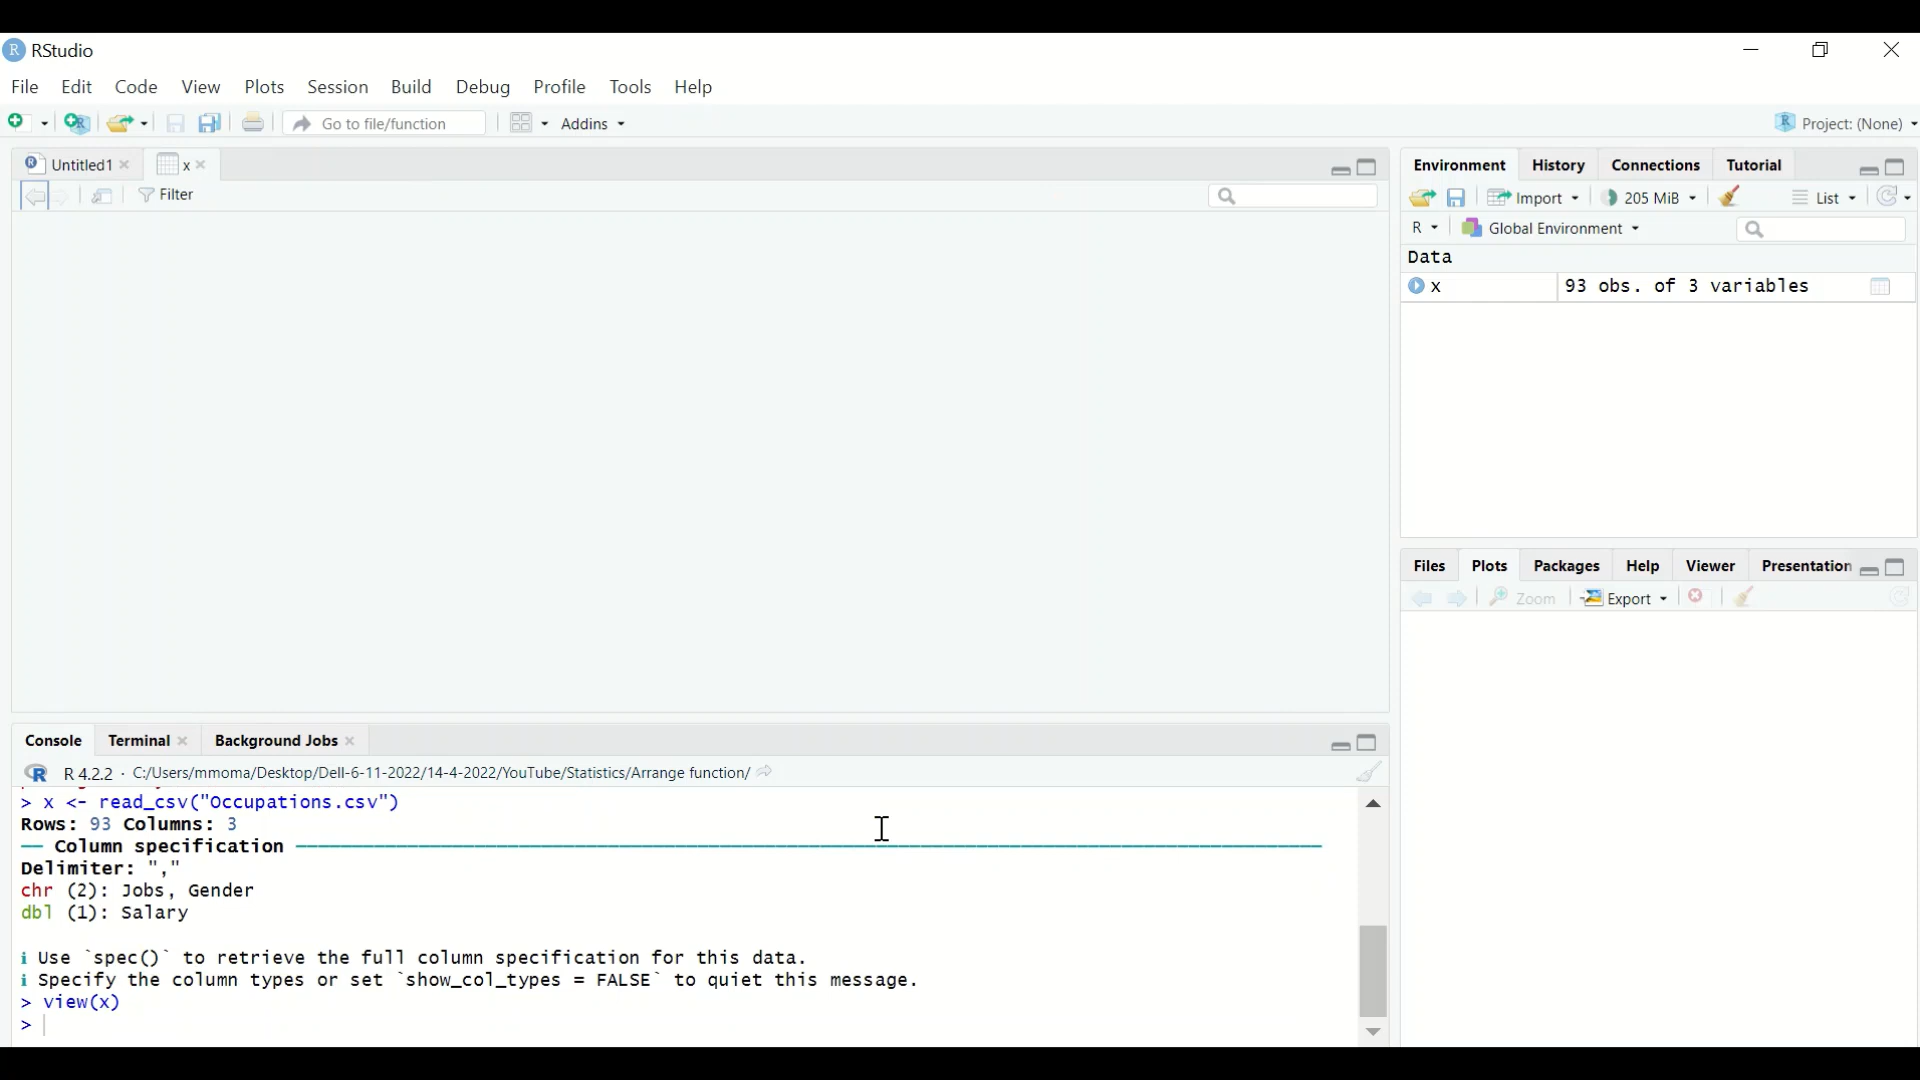 RStudio
File Edit Code View Plots Session Build Debug Profile Tools Help
Go to file/function Addins Project: (None)
Untitled1 x
Filter
Environment History Connections Tutorial
Import 205 MiB List
R Global Environment
Data
x 93 obs. of 3 variables
Files Plots Packages Help Viewer Presentation
Zoom Export
Console Terminal Background Jobs
R 4.2.2 · C:/Users/mmoma/Desktop/Dell-6-11-2022/14-4-2022/YouTube/Statistics/Arrange function/
> x <- read_csv("Occupations.csv")
Rows: 93 Columns: 3
── Column specification ──
Delimiter: ","
chr (2): Jobs, Gender
dbl (1): Salary
ℹ Use `spec()` to retrieve the full column specification for this data.
ℹ Specify the column types or set `show_col_types = FALSE` to quiet this message.
> view(x)
>